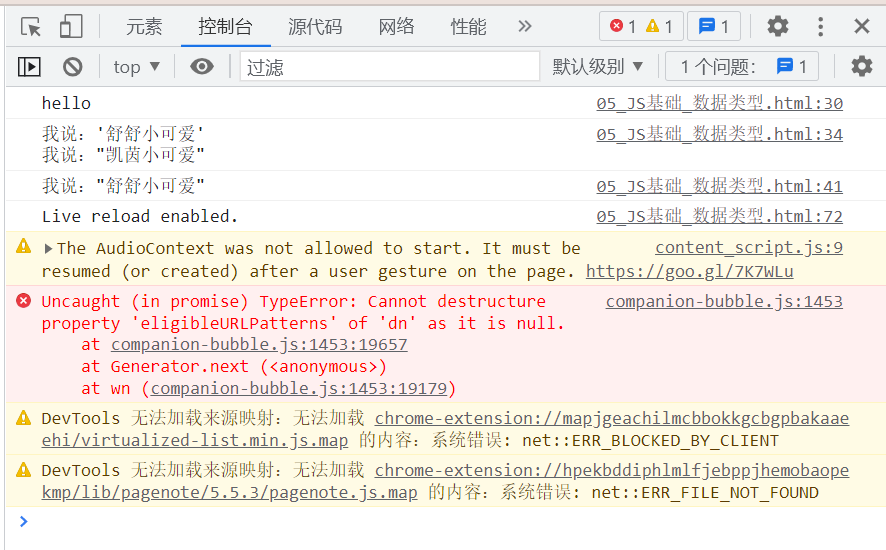 元素 控制台 源代码 网络 性能 » 1 1 1
top ▼ 过滤 默认级别 ▼ 1 个问题: 1
hello 05_JS基础_数据类型.html:30
我说：'舒舒小可爱' 05_JS基础_数据类型.html:34
我说："凯茵小可爱"
我说："舒舒小可爱" 05_JS基础_数据类型.html:41
Live reload enabled. 05_JS基础_数据类型.html:72
The AudioContext was not allowed to start. It must be content_script.js:9
resumed (or created) after a user gesture on the page. https://goo.gl/7K7WLu
Uncaught (in promise) TypeError: Cannot destructure companion-bubble.js:1453
property 'eligibleURLPatterns' of 'dn' as it is null.
at companion-bubble.js:1453:19657
at Generator.next (<anonymous>)
at wn (companion-bubble.js:1453:19179)
DevTools 无法加载来源映射：无法加载 chrome-extension://mapjgeachilmcbbokkgcbgpbakaae
ehi/virtualized-list.min.js.map 的内容：系统错误: net::ERR_BLOCKED_BY_CLIENT
DevTools 无法加载来源映射：无法加载 chrome-extension://hpekbddiphlmlfjebppjhemobaope
kmp/lib/pagenote/5.5.3/pagenote.js.map 的内容：系统错误: net::ERR_FILE_NOT_FOUND